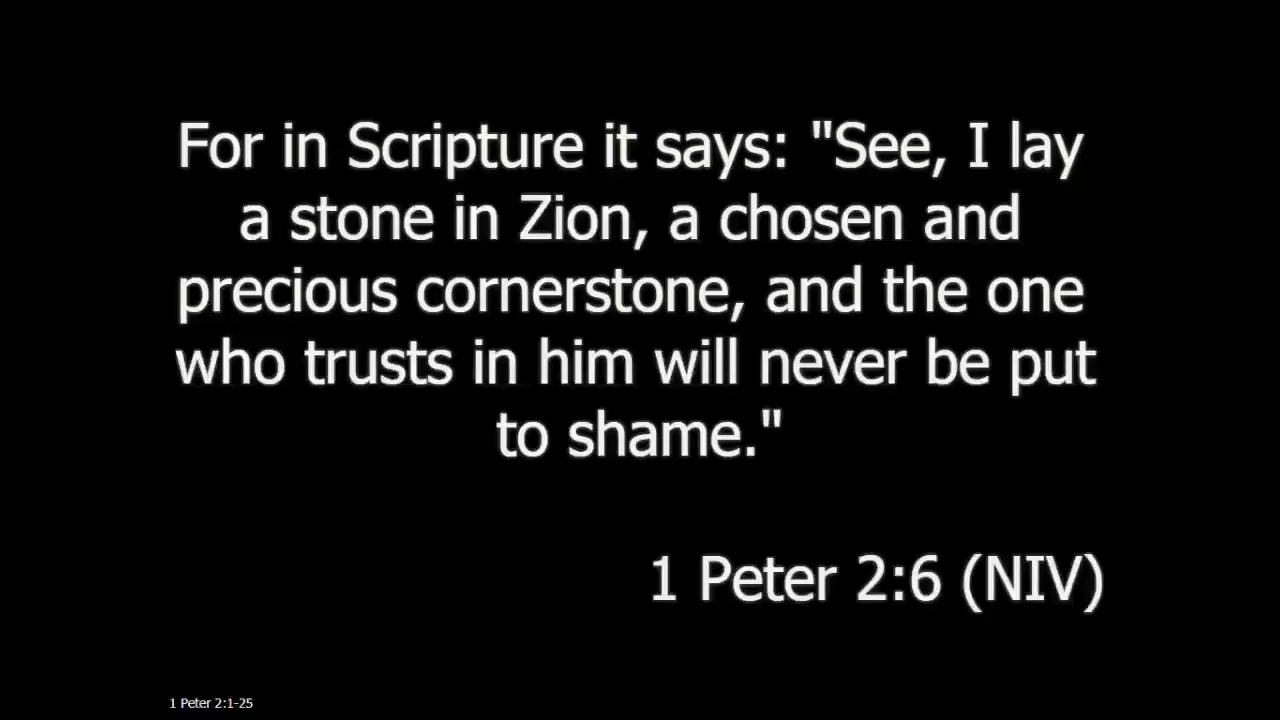 For in Scripture it says: "See, I lay
a stone in Zion, a chosen and
precious cornerstone, and the one
who trusts in him will never be put
to shame."
1 Peter 2:6 (NIV)
1 Peter 2:1-25